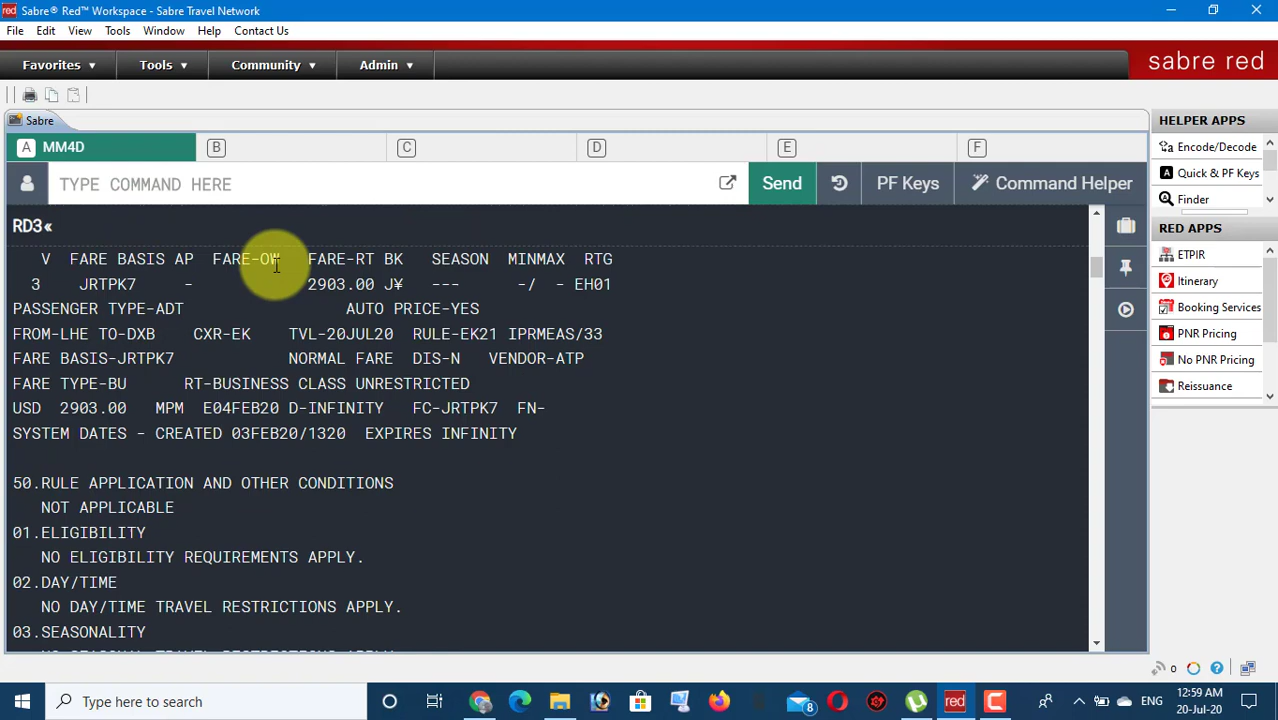 Sabre® Red™ Workspace - Sabre Travel Network
File Edit View Tools Window Help Contact Us
Favorites Tools Community Admin sabre red
Sabre
A MM4D B C D E F
TYPE COMMAND HERE Send PF Keys Command Helper
RD3«
V FARE BASIS AP FARE-OW FARE-RT BK SEASON MINMAX RTG
3 JRTPK7 - 2903.00 J¥ --- -/ - EH01
PASSENGER TYPE-ADT AUTO PRICE-YES
FROM-LHE TO-DXB CXR-EK TVL-20JUL20 RULE-EK21 IPRMEAS/33
FARE BASIS-JRTPK7 NORMAL FARE DIS-N VENDOR-ATP
FARE TYPE-BU RT-BUSINESS CLASS UNRESTRICTED
USD 2903.00 MPM E04FEB20 D-INFINITY FC-JRTPK7 FN-
SYSTEM DATES - CREATED 03FEB20/1320 EXPIRES INFINITY
50.RULE APPLICATION AND OTHER CONDITIONS
NOT APPLICABLE
01.ELIGIBILITY
NO ELIGIBILITY REQUIREMENTS APPLY.
02.DAY/TIME
NO DAY/TIME TRAVEL RESTRICTIONS APPLY.
03.SEASONALITY
HELPER APPS
Encode/Decode
A Quick & PF Keys
Finder
RED APPS
ETPIR
Itinerary
Booking Services
PNR Pricing
No PNR Pricing
Reissuance
0
Type here to search
8
red
ENG
12:59 AM
20-Jul-20